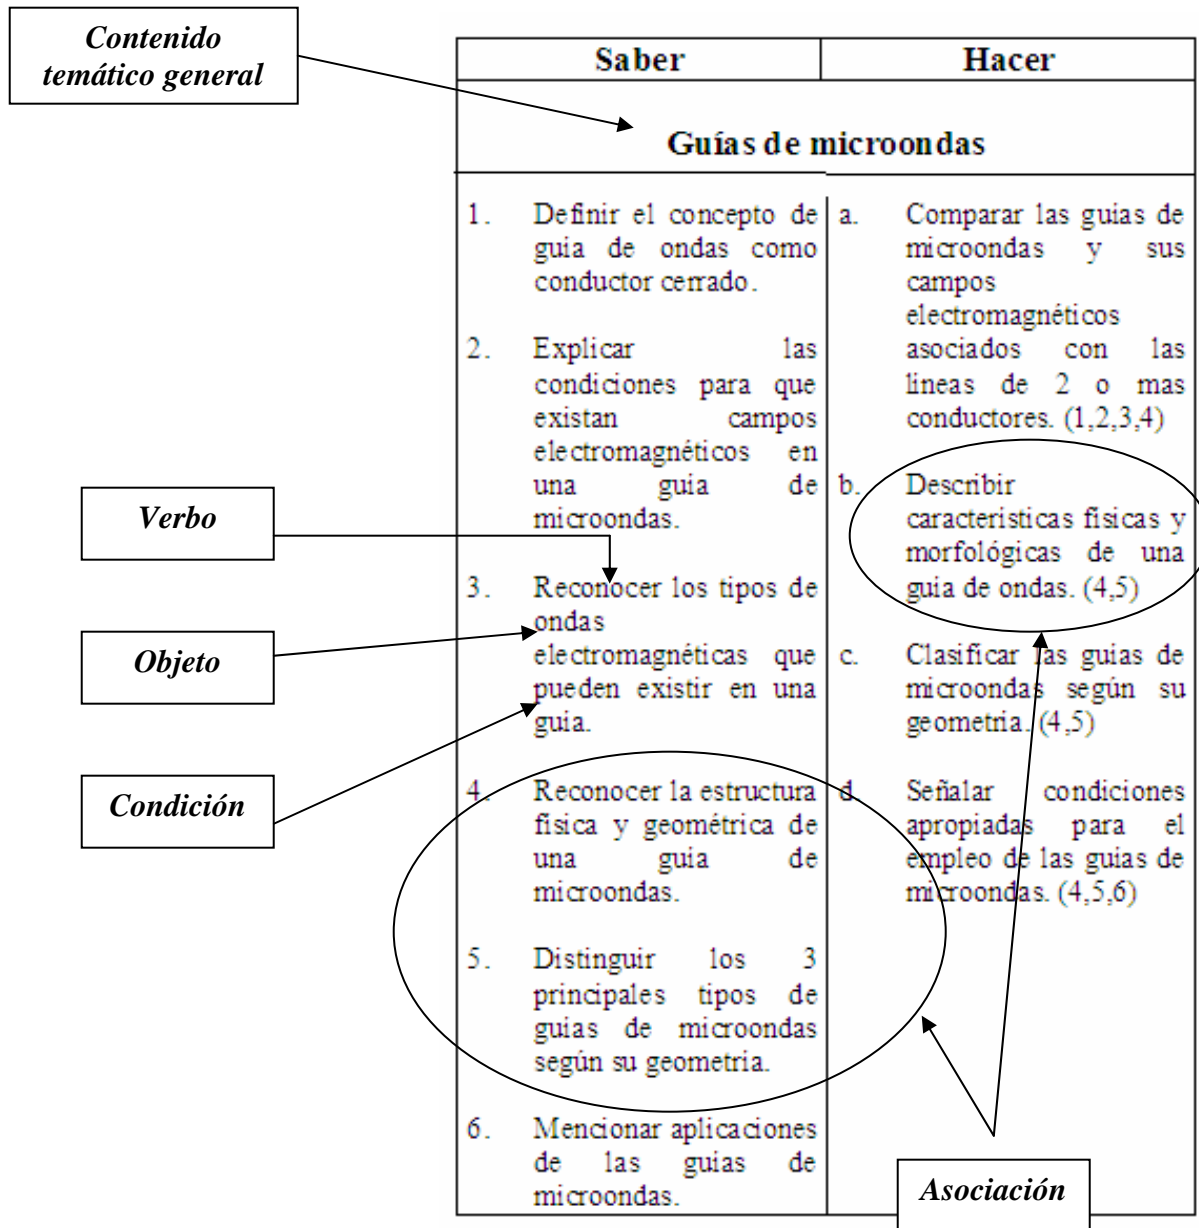 Contenido
temático general
Saber
Hacer
Guías de microondas
1. Definir el concepto de
guia de ondas como
conductor cerrado.
2. Explicar las
condiciones para que
existan campos
electromagnéticos en
una guia de
microondas.
3. Reconocer los tipos de
ondas
electromagnéticas que
pueden existir en una
guia.
4. Reconocer la estructura
física y geométrica de
una guia de
microondas.
5. Distinguir los 3
principales tipos de
guias de microondas
según su geometria.
6. Mencionar aplicaciones
de las guias de
microondas.
a. Comparar las guias de
microondas y sus
campos
electromagnéticos
asociados con las
lineas de 2 o mas
conductores. (1,2,3,4)
b. Describir
caracteristicas físicas y
morfológicas de una
guia de ondas. (4,5)
c. Clasificar las guias de
microondas según su
geometria. (4,5)
d. Señalar condiciones
apropiadas para el
empleo de las guias de
microondas. (4,5,6)
Verbo
Objeto
Condición
Asociación